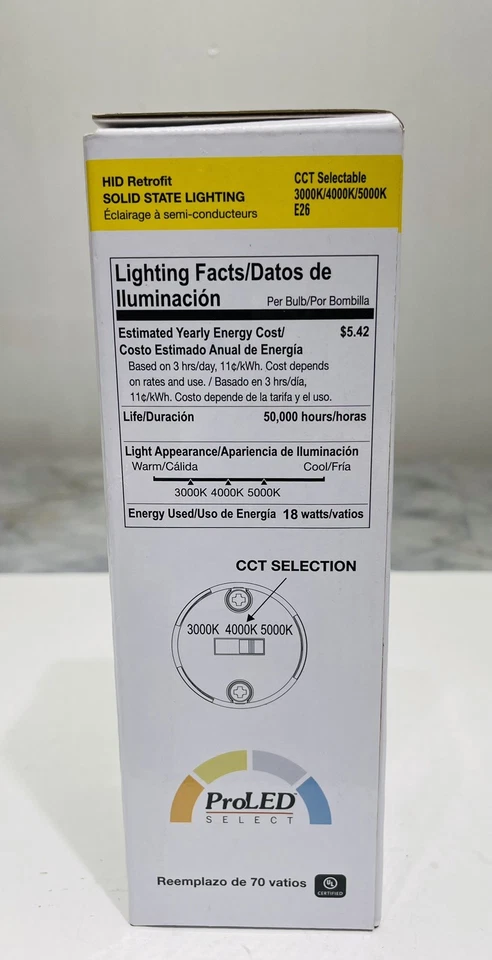 HID Retrofit
SOLID STATE LIGHTING
Éclairage à semi-conducteurs
CCT Selectable
3000K/4000K/5000K
E26
Lighting Facts/Datos de
Iluminación Per Bulb/Por Bombilla
Estimated Yearly Energy Cost/ $5.42
Costo Estimado Anual de Energía
Based on 3 hrs/day, 11¢/kWh. Cost depends
on rates and use. / Basado en 3 hrs/día,
11¢/kWh. Costo depende de la tarifa y el uso.
Life/Duración 50,000 hours/horas
Light Appearance/Apariencia de Iluminación
Warm/Cálida Cool/Fría
3000K 4000K 5000K
Energy Used/Uso de Energía 18 watts/vatios
CCT SELECTION
3000K 4000K 5000K
ProLED
SELECT
Reemplazo de 70 vatios
UL
CERTIFIED